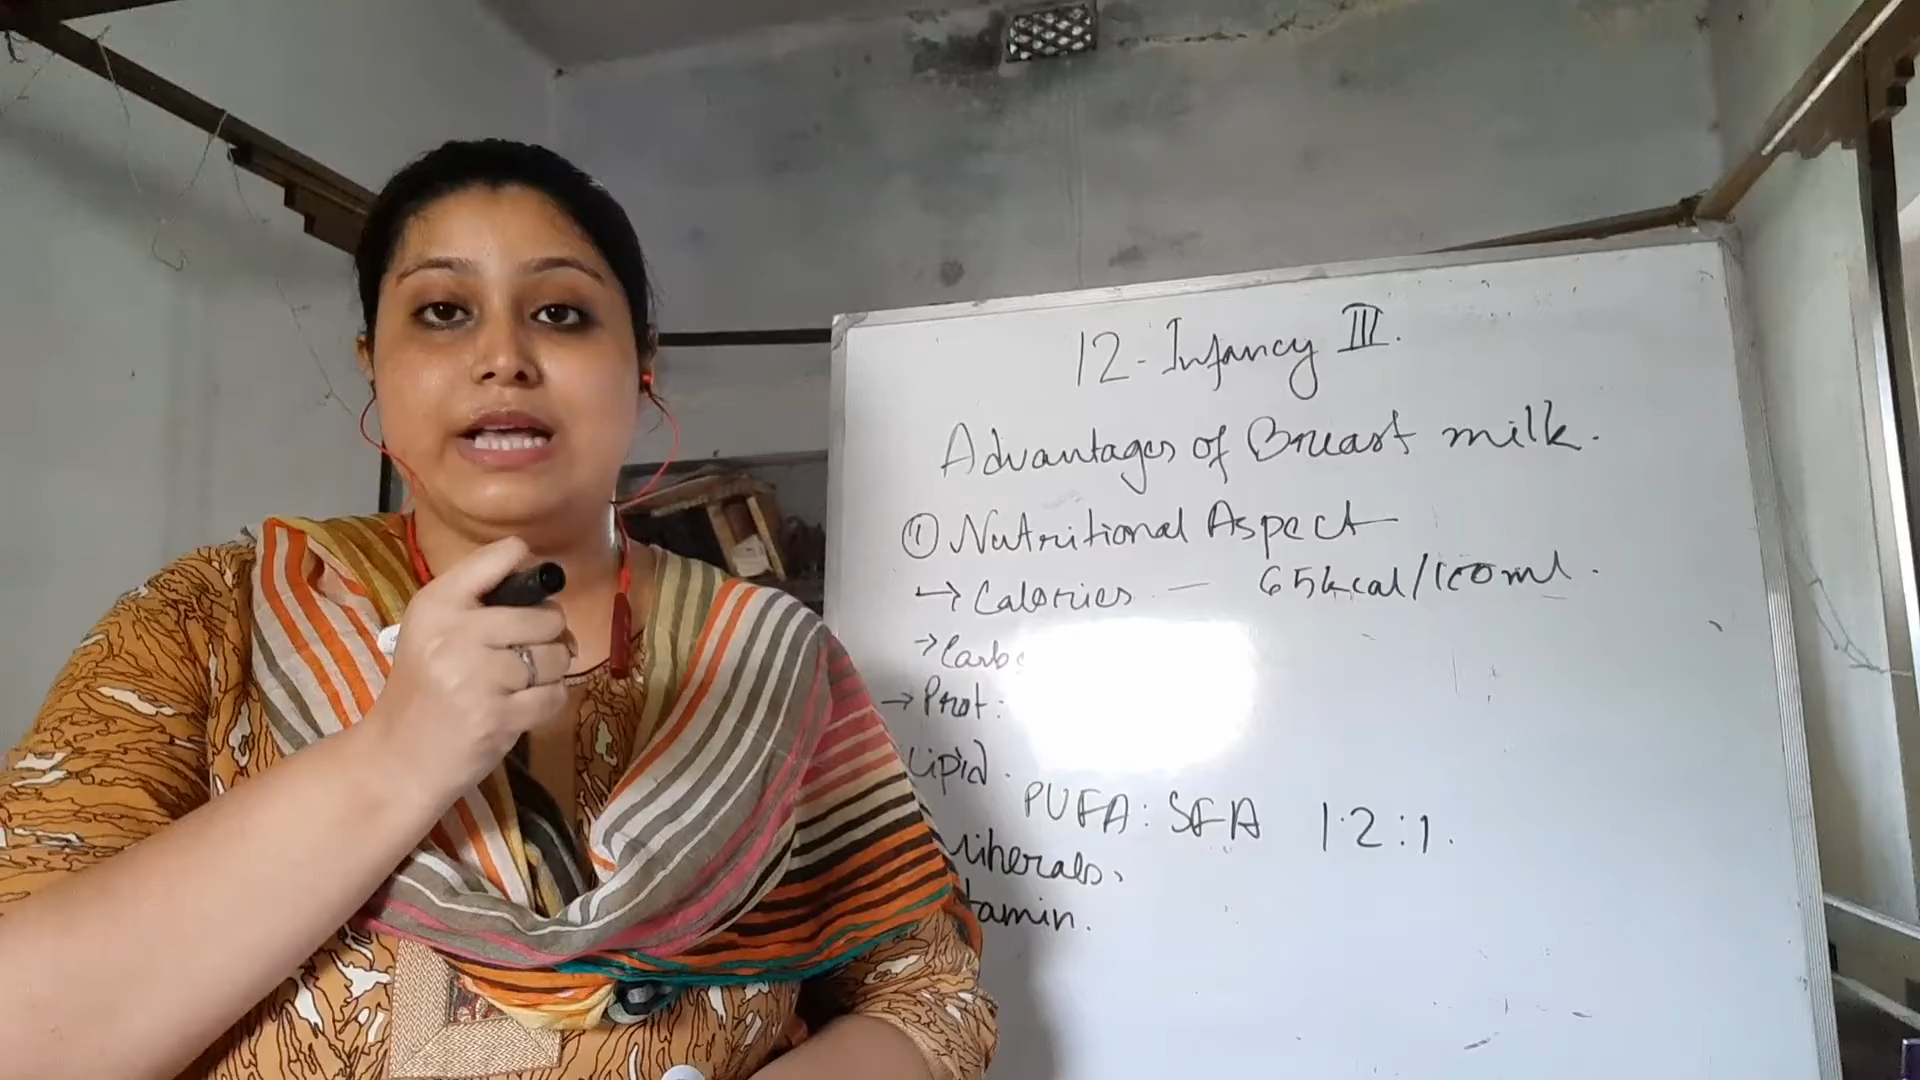 12 - Infancy III.
Advantages of Breast milk.
① Nutritional Aspect
→ Calories — 65kcal/100ml.
→ Carbs
→ Prot:
Lipid.
PUFA : SFA 1.2 : 1.
Minerals.
tamin.